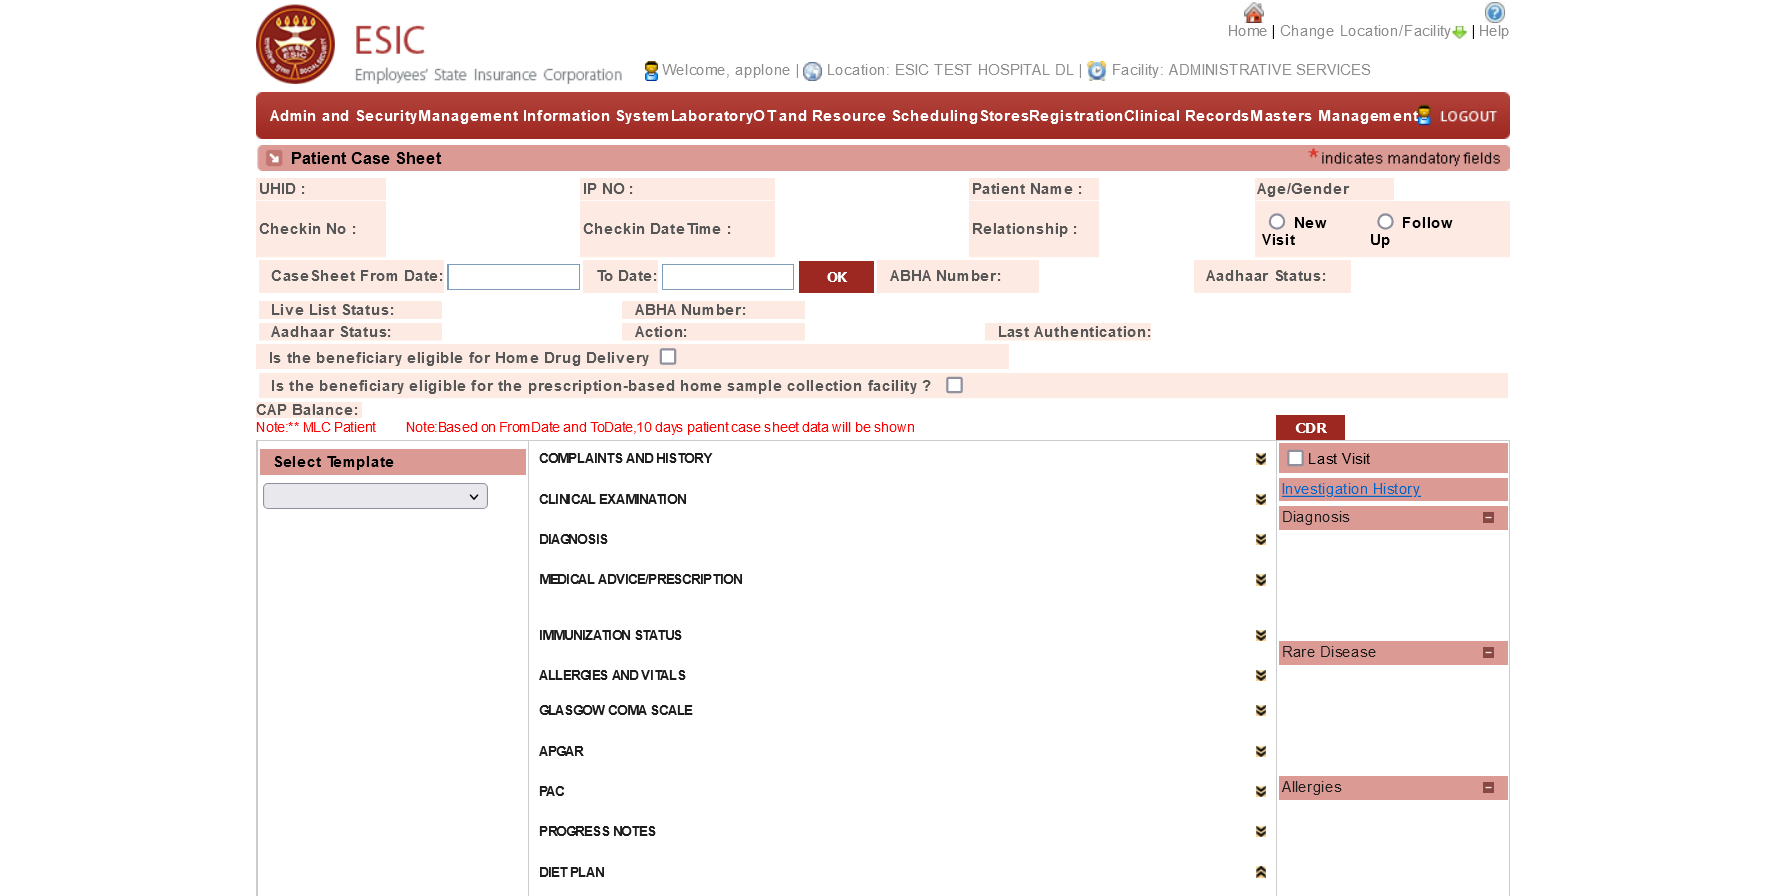 ESIC
Employees' State Insurance Corporation
Home | Change Location/Facility | Help
Welcome, applone | Location: ESIC TEST HOSPITAL DL | Facility: ADMINISTRATIVE SERVICES
Admin and Security Management Information System Laboratory OT and Resource Scheduling Stores Registration Clinical Records Masters Management LOGOUT
Patient Case Sheet
* indicates mandatory fields
UHID : IP NO : Patient Name : Age/Gender
Checkin No : Checkin DateTime : Relationship : New Visit Follow Up
CaseSheet From Date: To Date: OK ABHA Number: Aadhaar Status:
Live List Status: ABHA Number:
Aadhaar Status: Action: Last Authentication:
Is the beneficiary eligible for Home Drug Delivery
Is the beneficiary eligible for the prescription-based home sample collection facility ?
CAP Balance:
Note:** MLC Patient Note:Based on FromDate and ToDate,10 days patient case sheet data will be shown
CDR
Select Template
COMPLAINTS AND HISTORY
CLINICAL EXAMINATION
DIAGNOSIS
MEDICAL ADVICE/PRESCRIPTION
IMMUNIZATION STATUS
ALLERGIES AND VITALS
GLASGOW COMA SCALE
APGAR
PAC
PROGRESS NOTES
DIET PLAN
Last Visit
Investigation History
Diagnosis
Rare Disease
Allergies